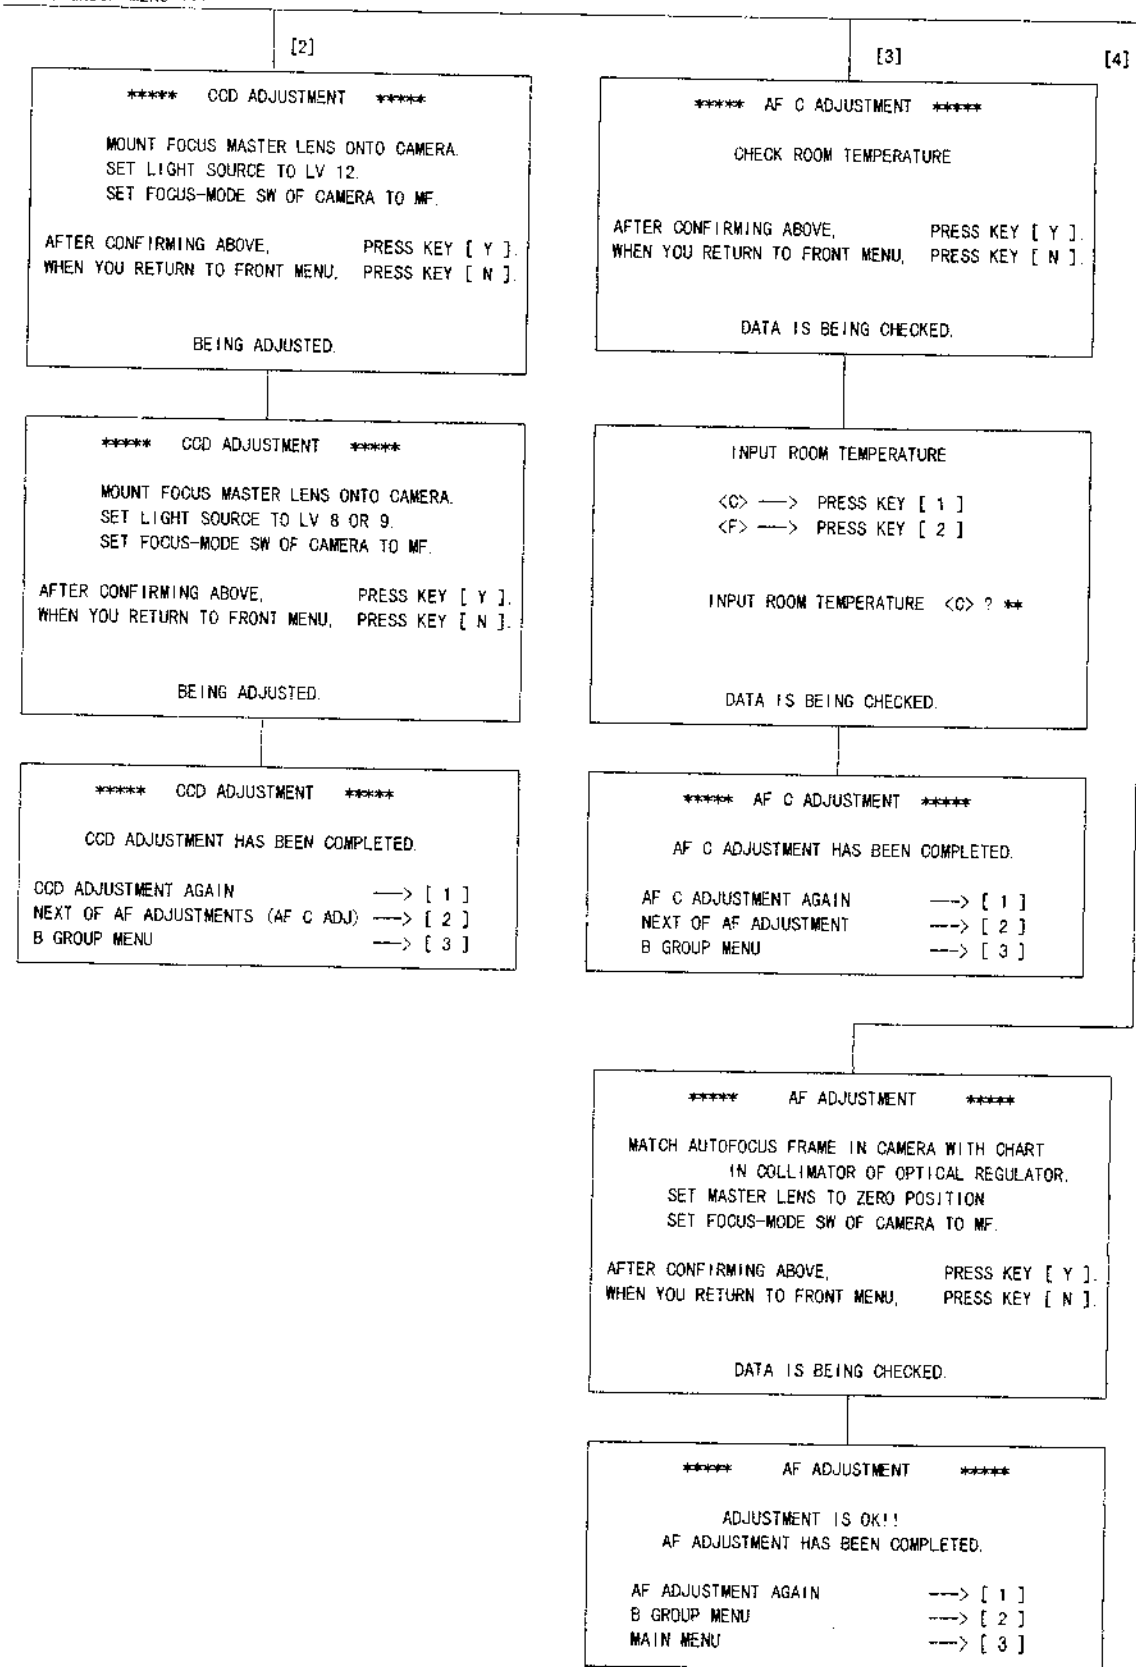 [2]
***** CCD ADJUSTMENT *****
MOUNT FOCUS MASTER LENS ONTO CAMERA.
SET LIGHT SOURCE TO LV 12.
SET FOCUS-MODE SW OF CAMERA TO MF.
AFTER CONFIRMING ABOVE, PRESS KEY [ Y ].
WHEN YOU RETURN TO FRONT MENU, PRESS KEY [ N ].
BEING ADJUSTED.
***** CCD ADJUSTMENT *****
MOUNT FOCUS MASTER LENS ONTO CAMERA.
SET LIGHT SOURCE TO LV 8 OR 9.
SET FOCUS-MODE SW OF CAMERA TO MF.
AFTER CONFIRMING ABOVE, PRESS KEY [ Y ].
WHEN YOU RETURN TO FRONT MENU, PRESS KEY [ N ].
BEING ADJUSTED.
***** CCD ADJUSTMENT *****
CCD ADJUSTMENT HAS BEEN COMPLETED.
CCD ADJUSTMENT AGAIN ---> [ 1 ]
NEXT OF AF ADJUSTMENTS (AF C ADJ) ---> [ 2 ]
B GROUP MENU ---> [ 3 ]
[3]
***** AF C ADJUSTMENT *****
CHECK ROOM TEMPERATURE
AFTER CONFIRMING ABOVE, PRESS KEY [ Y ].
WHEN YOU RETURN TO FRONT MENU, PRESS KEY [ N ].
DATA IS BEING CHECKED.
INPUT ROOM TEMPERATURE
<C> ---> PRESS KEY [ 1 ]
<F> ---> PRESS KEY [ 2 ]
INPUT ROOM TEMPERATURE <C> ? **
DATA IS BEING CHECKED.
***** AF C ADJUSTMENT *****
AF C ADJUSTMENT HAS BEEN COMPLETED.
AF C ADJUSTMENT AGAIN ---> [ 1 ]
NEXT OF AF ADJUSTMENT ---> [ 2 ]
B GROUP MENU ---> [ 3 ]
[4]
***** AF ADJUSTMENT *****
MATCH AUTOFOCUS FRAME IN CAMERA WITH CHART
IN COLLIMATOR OF OPTICAL REGULATOR.
SET MASTER LENS TO ZERO POSITION
SET FOCUS-MODE SW OF CAMERA TO MF.
AFTER CONFIRMING ABOVE, PRESS KEY [ Y ].
WHEN YOU RETURN TO FRONT MENU, PRESS KEY [ N ].
DATA IS BEING CHECKED.
***** AF ADJUSTMENT *****
ADJUSTMENT IS OK!!
AF ADJUSTMENT HAS BEEN COMPLETED.
AF ADJUSTMENT AGAIN ---> [ 1 ]
B GROUP MENU ---> [ 2 ]
MAIN MENU ---> [ 3 ]